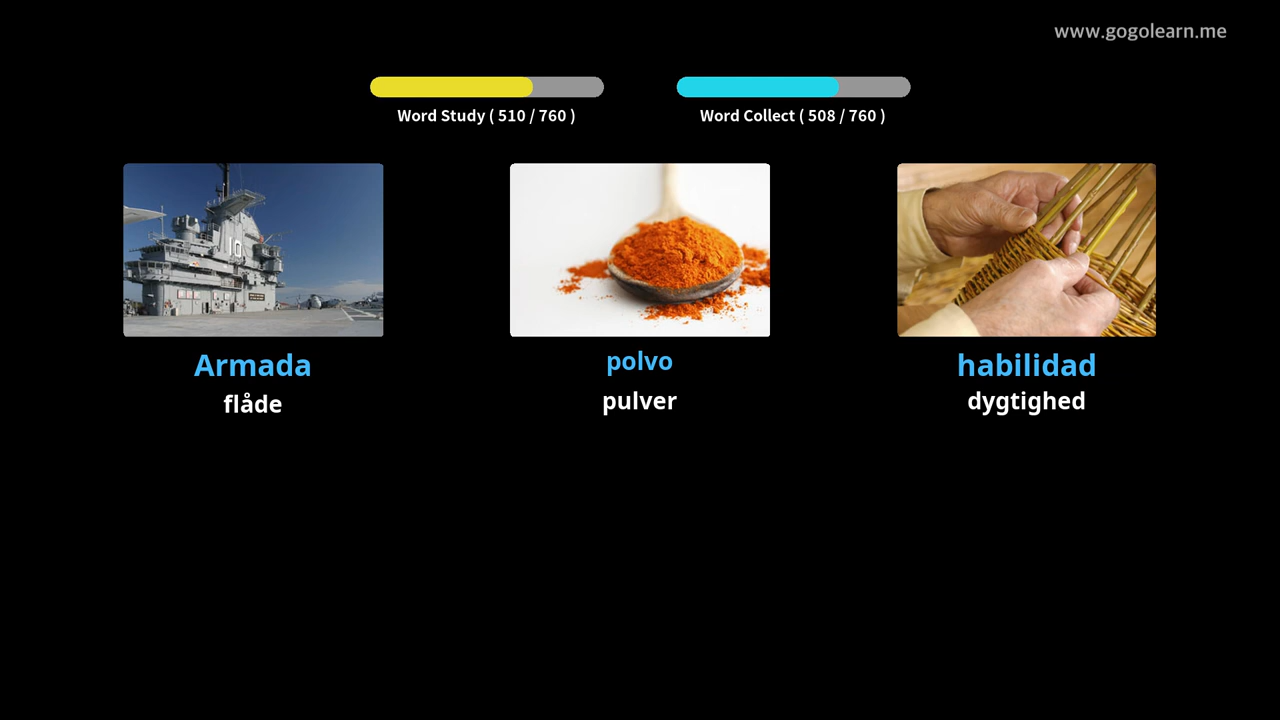 www.gogolearn.me
Word Study ( 510 / 760 )
Word Collect ( 508 / 760 )
Armada
flåde
polvo
pulver
habilidad
dygtighed